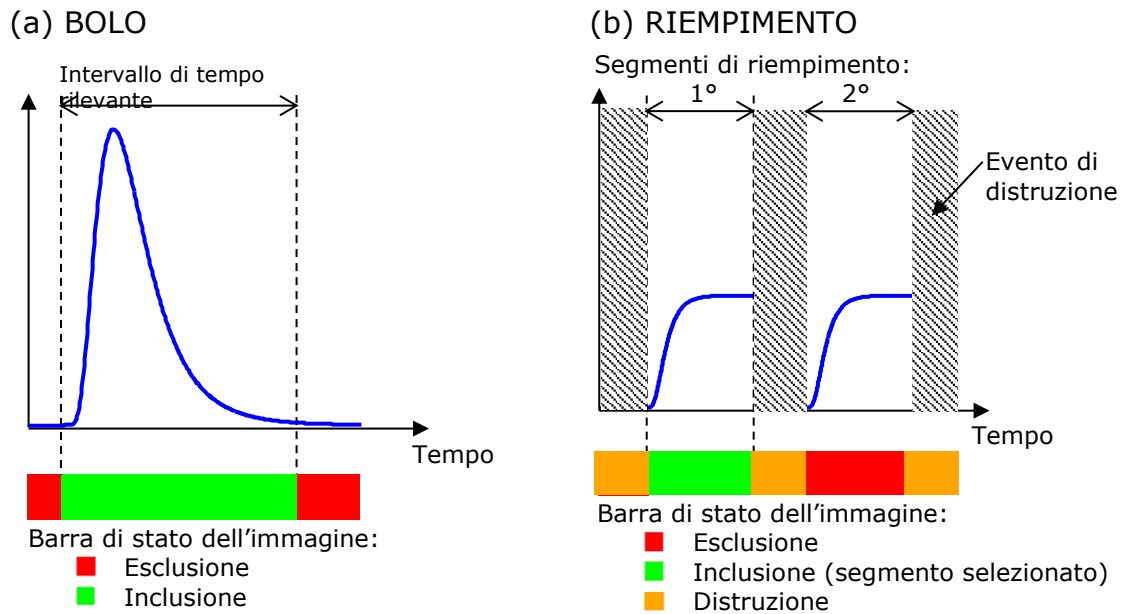 (a) BOLO
Intervallo di tempo
rilevante
Tempo
Barra di stato dell’immagine:
Esclusione
Inclusione
(b) RIEMPIMENTO
Segmenti di riempimento:
1° 2°
Evento di
distruzione
Tempo
Barra di stato dell’immagine:
Esclusione
Inclusione (segmento selezionato)
Distruzione